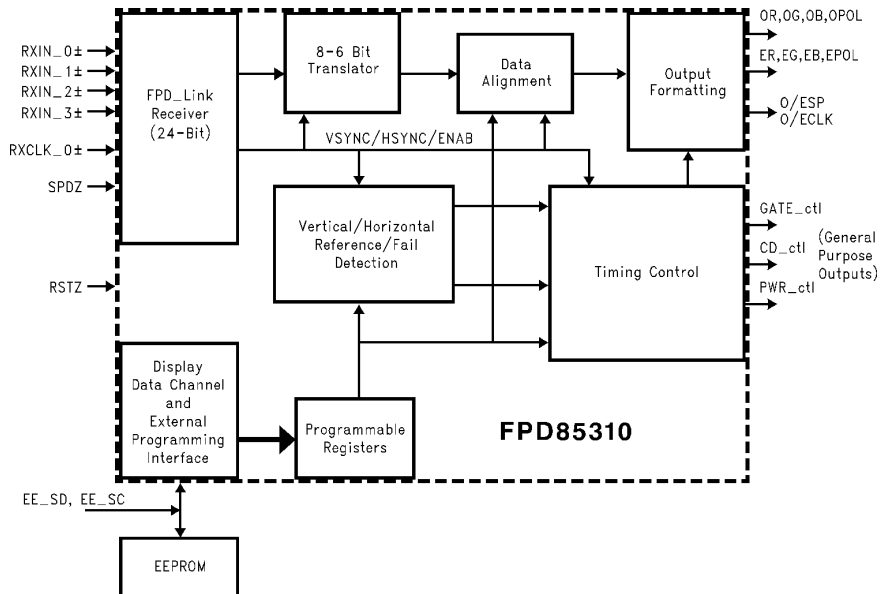 RXIN_0±
RXIN_1±
RXIN_2±
RXIN_3±
RXCLK_0±
SPDZ
RSTZ
FPD_Link
Receiver
(24-Bit)
8-6 Bit
Translator
Data
Alignment
Output
Formatting
OR,OG,OB,OPOL
ER,EG,EB,EPOL
O/ESP
O/ECLK
VSYNC/HSYNC/ENAB
Vertical/Horizontal
Reference/Fail
Detection
Timing Control
GATE_ctl
CD_ctl
PWR_ctl
(General
Purpose
Outputs)
Display
Data Channel
and
External
Programming
Interface
Programmable
Registers
FPD85310
EE_SD, EE_SC
EEPROM